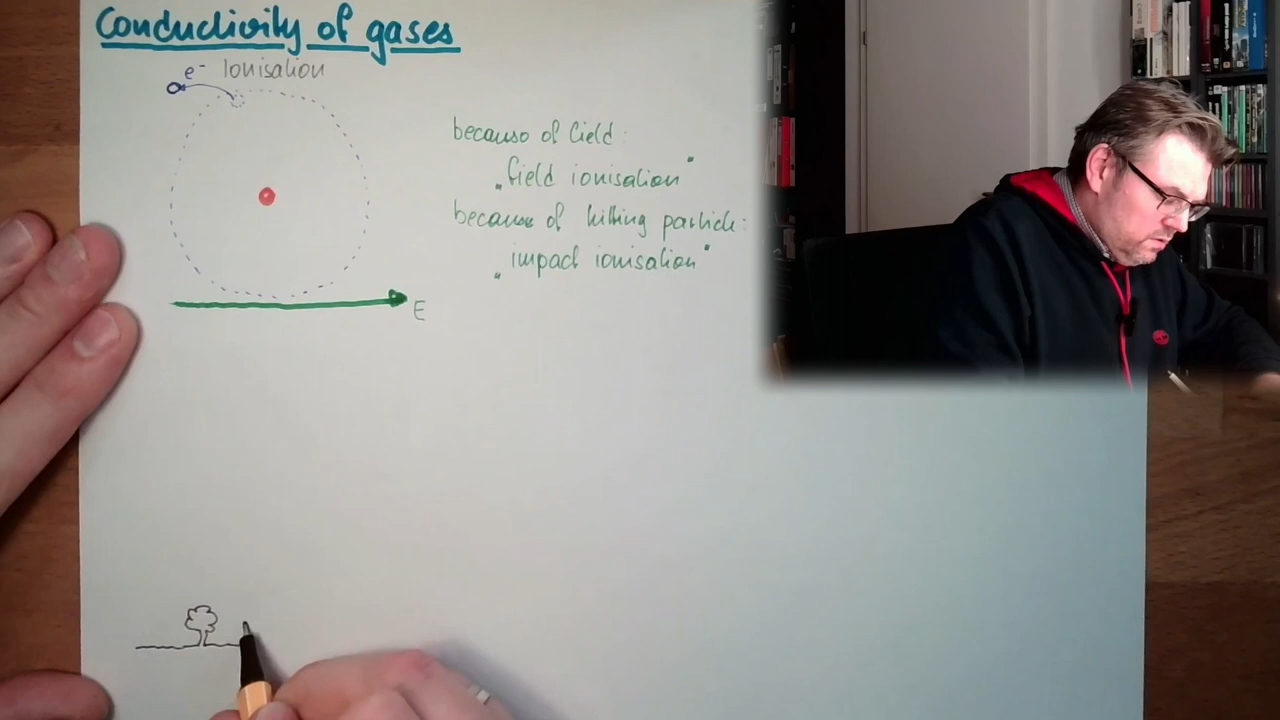 Conductivity of gases
e⁻ Ionisation
because of field:
„field ionisation"
because of hitting particle:
„impact ionisation"
E